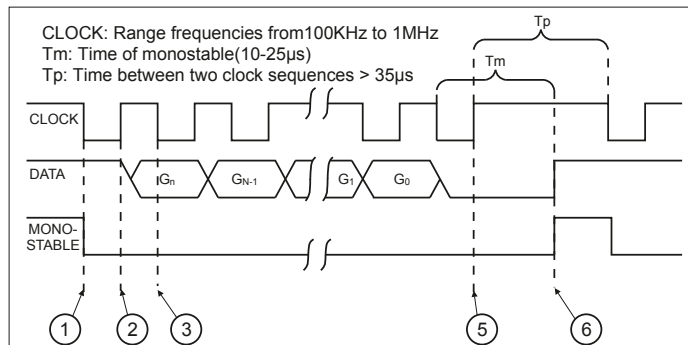 CLOCK: Range frequencies from100KHz to 1MHz
Tm: Time of monostable(10-25µs)
Tp: Time between two clock sequences > 35µs
Tp
Tm
CLOCK
DATA
Gn
GN-1
G1
G0
MONO-
STABLE
1
2
3
5
6